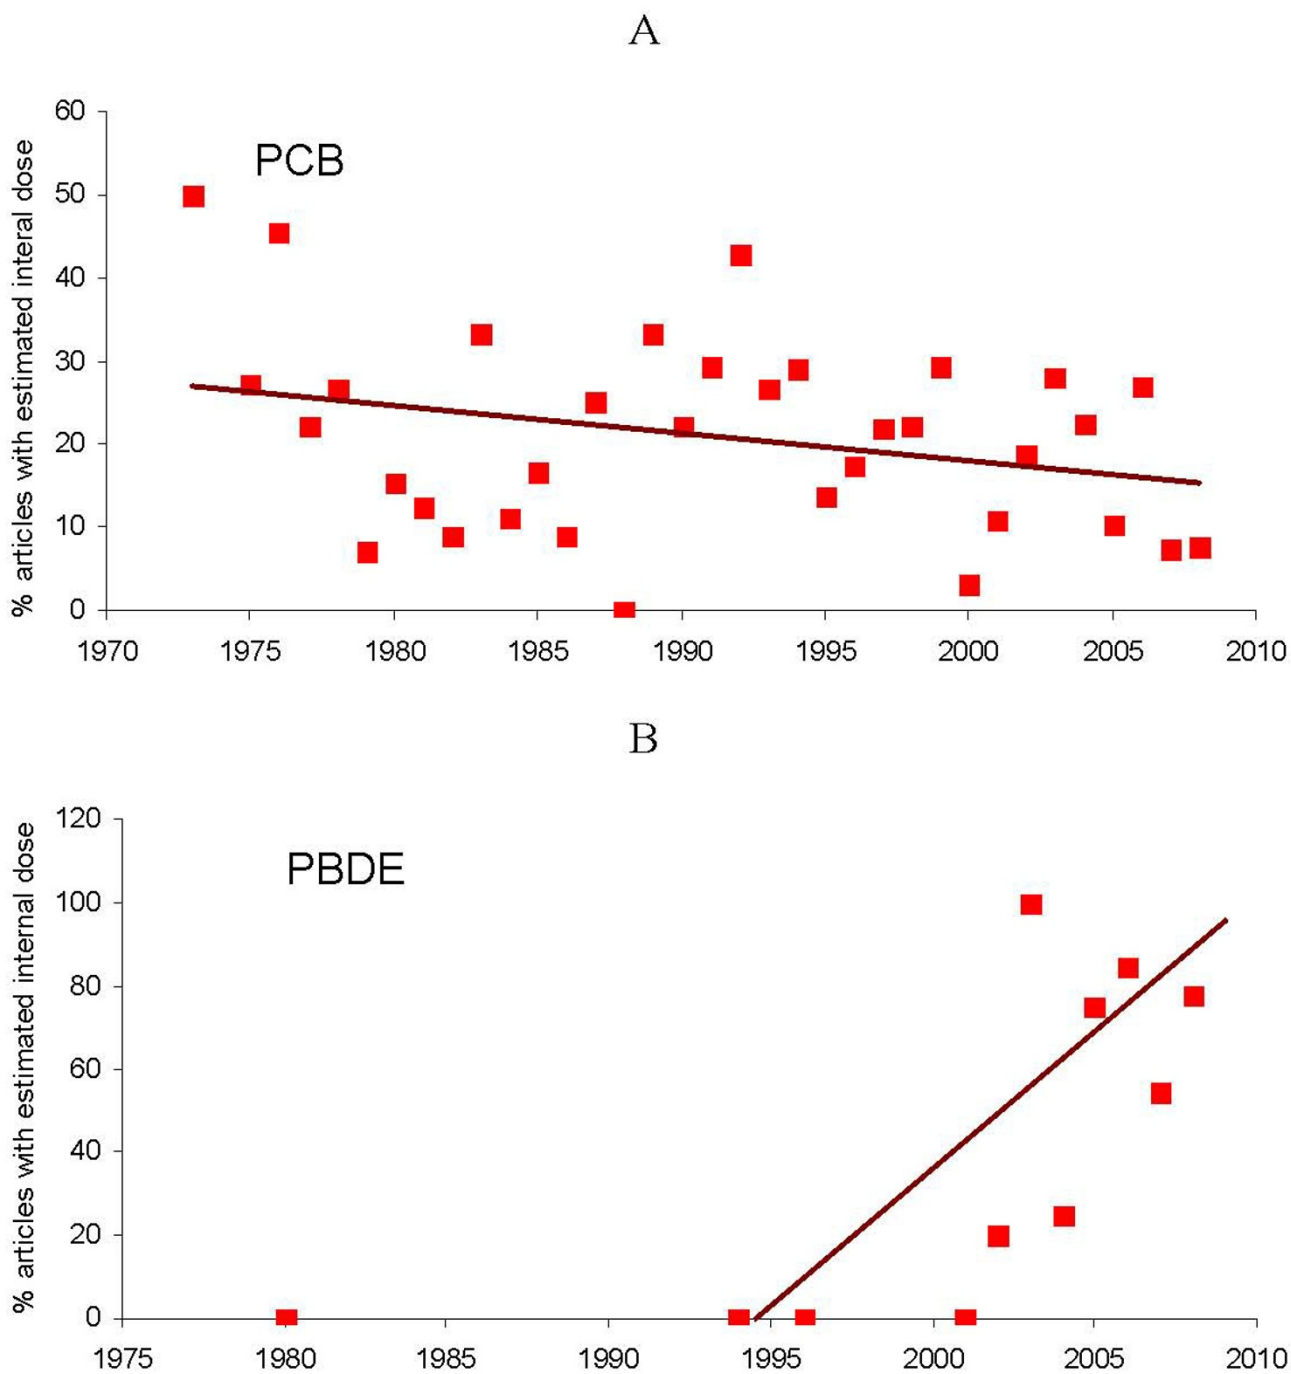 A
% articles with estimated interal dose
PCB
60
50
40
30
20
10
0
1970 1975 1980 1985 1990 1995 2000 2005 2010
B
% articles with estimated internal dose
PBDE
120
100
80
60
40
20
0
1975 1980 1985 1990 1995 2000 2005 2010